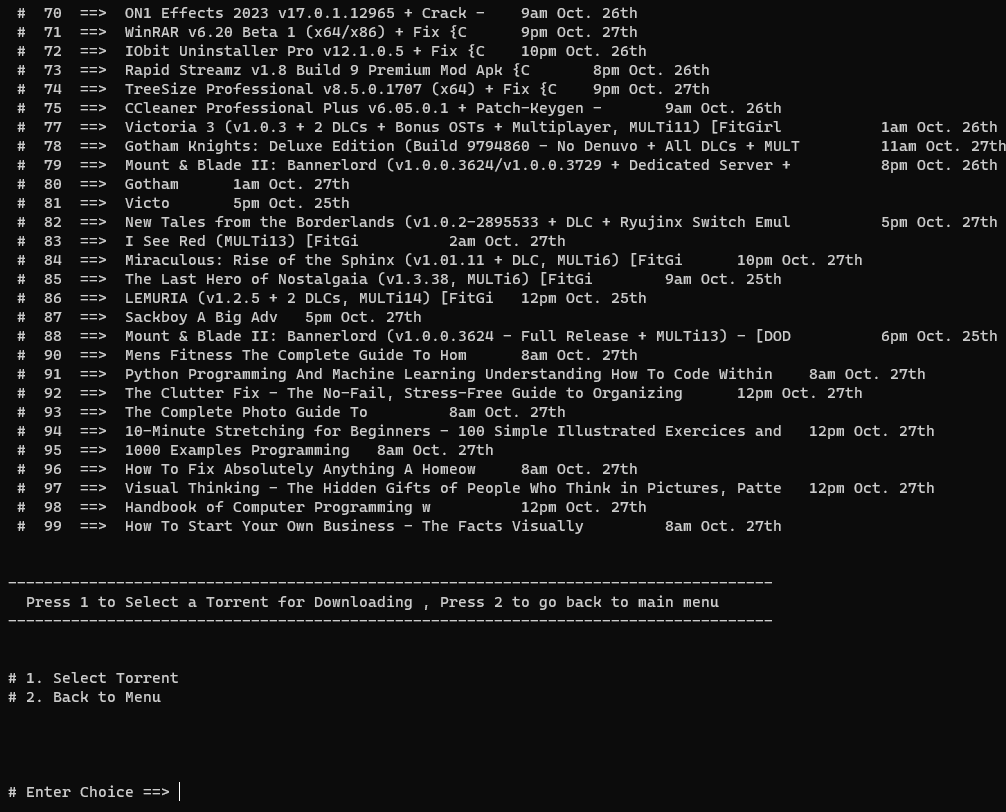 # 70 ==> ON1 Effects 2023 v17.0.1.12965 + Crack - 9am Oct. 26th
# 71 ==> WinRAR v6.20 Beta 1 (x64/x86) + Fix {C 9pm Oct. 27th
# 72 ==> IObit Uninstaller Pro v12.1.0.5 + Fix {C 10pm Oct. 26th
# 73 ==> Rapid Streamz v1.8 Build 9 Premium Mod Apk {C 8pm Oct. 26th
# 74 ==> TreeSize Professional v8.5.0.1707 (x64) + Fix {C 9pm Oct. 27th
# 75 ==> CCleaner Professional Plus v6.05.0.1 + Patch-Keygen - 9am Oct. 26th
# 77 ==> Victoria 3 (v1.0.3 + 2 DLCs + Bonus OSTs + Multiplayer, MULTi11) [FitGirl 1am Oct. 26th
# 78 ==> Gotham Knights: Deluxe Edition (Build 9794860 - No Denuvo + All DLCs + MULT 11am Oct. 27th
# 79 ==> Mount & Blade II: Bannerlord (v1.0.0.3624/v1.0.0.3729 + Dedicated Server + 8pm Oct. 26th
# 80 ==> Gotham 1am Oct. 27th
# 81 ==> Victo 5pm Oct. 25th
# 82 ==> New Tales from the Borderlands (v1.0.2-2895533 + DLC + Ryujinx Switch Emul 5pm Oct. 27th
# 83 ==> I See Red (MULTi13) [FitGi 2am Oct. 27th
# 84 ==> Miraculous: Rise of the Sphinx (v1.01.11 + DLC, MULTi6) [FitGi 10pm Oct. 27th
# 85 ==> The Last Hero of Nostalgaia (v1.3.38, MULTi6) [FitGi 9am Oct. 25th
# 86 ==> LEMURIA (v1.2.5 + 2 DLCs, MULTi14) [FitGi 12pm Oct. 25th
# 87 ==> Sackboy A Big Adv 5pm Oct. 27th
# 88 ==> Mount & Blade II: Bannerlord (v1.0.0.3624 - Full Release + MULTi13) - [DOD 6pm Oct. 25th
# 90 ==> Mens Fitness The Complete Guide To Hom 8am Oct. 27th
# 91 ==> Python Programming And Machine Learning Understanding How To Code Within 8am Oct. 27th
# 92 ==> The Clutter Fix - The No-Fail, Stress-Free Guide to Organizing 12pm Oct. 27th
# 93 ==> The Complete Photo Guide To 8am Oct. 27th
# 94 ==> 10-Minute Stretching for Beginners - 100 Simple Illustrated Exercices and 12pm Oct. 27th
# 95 ==> 1000 Examples Programming 8am Oct. 27th
# 96 ==> How To Fix Absolutely Anything A Homeow 8am Oct. 27th
# 97 ==> Visual Thinking - The Hidden Gifts of People Who Think in Pictures, Patte 12pm Oct. 27th
# 98 ==> Handbook of Computer Programming w 12pm Oct. 27th
# 99 ==> How To Start Your Own Business - The Facts Visually 8am Oct. 27th
-------------------------------------------------------------------------------------
Press 1 to Select a Torrent for Downloading , Press 2 to go back to main menu
-------------------------------------------------------------------------------------
# 1. Select Torrent
# 2. Back to Menu
# Enter Choice ==>